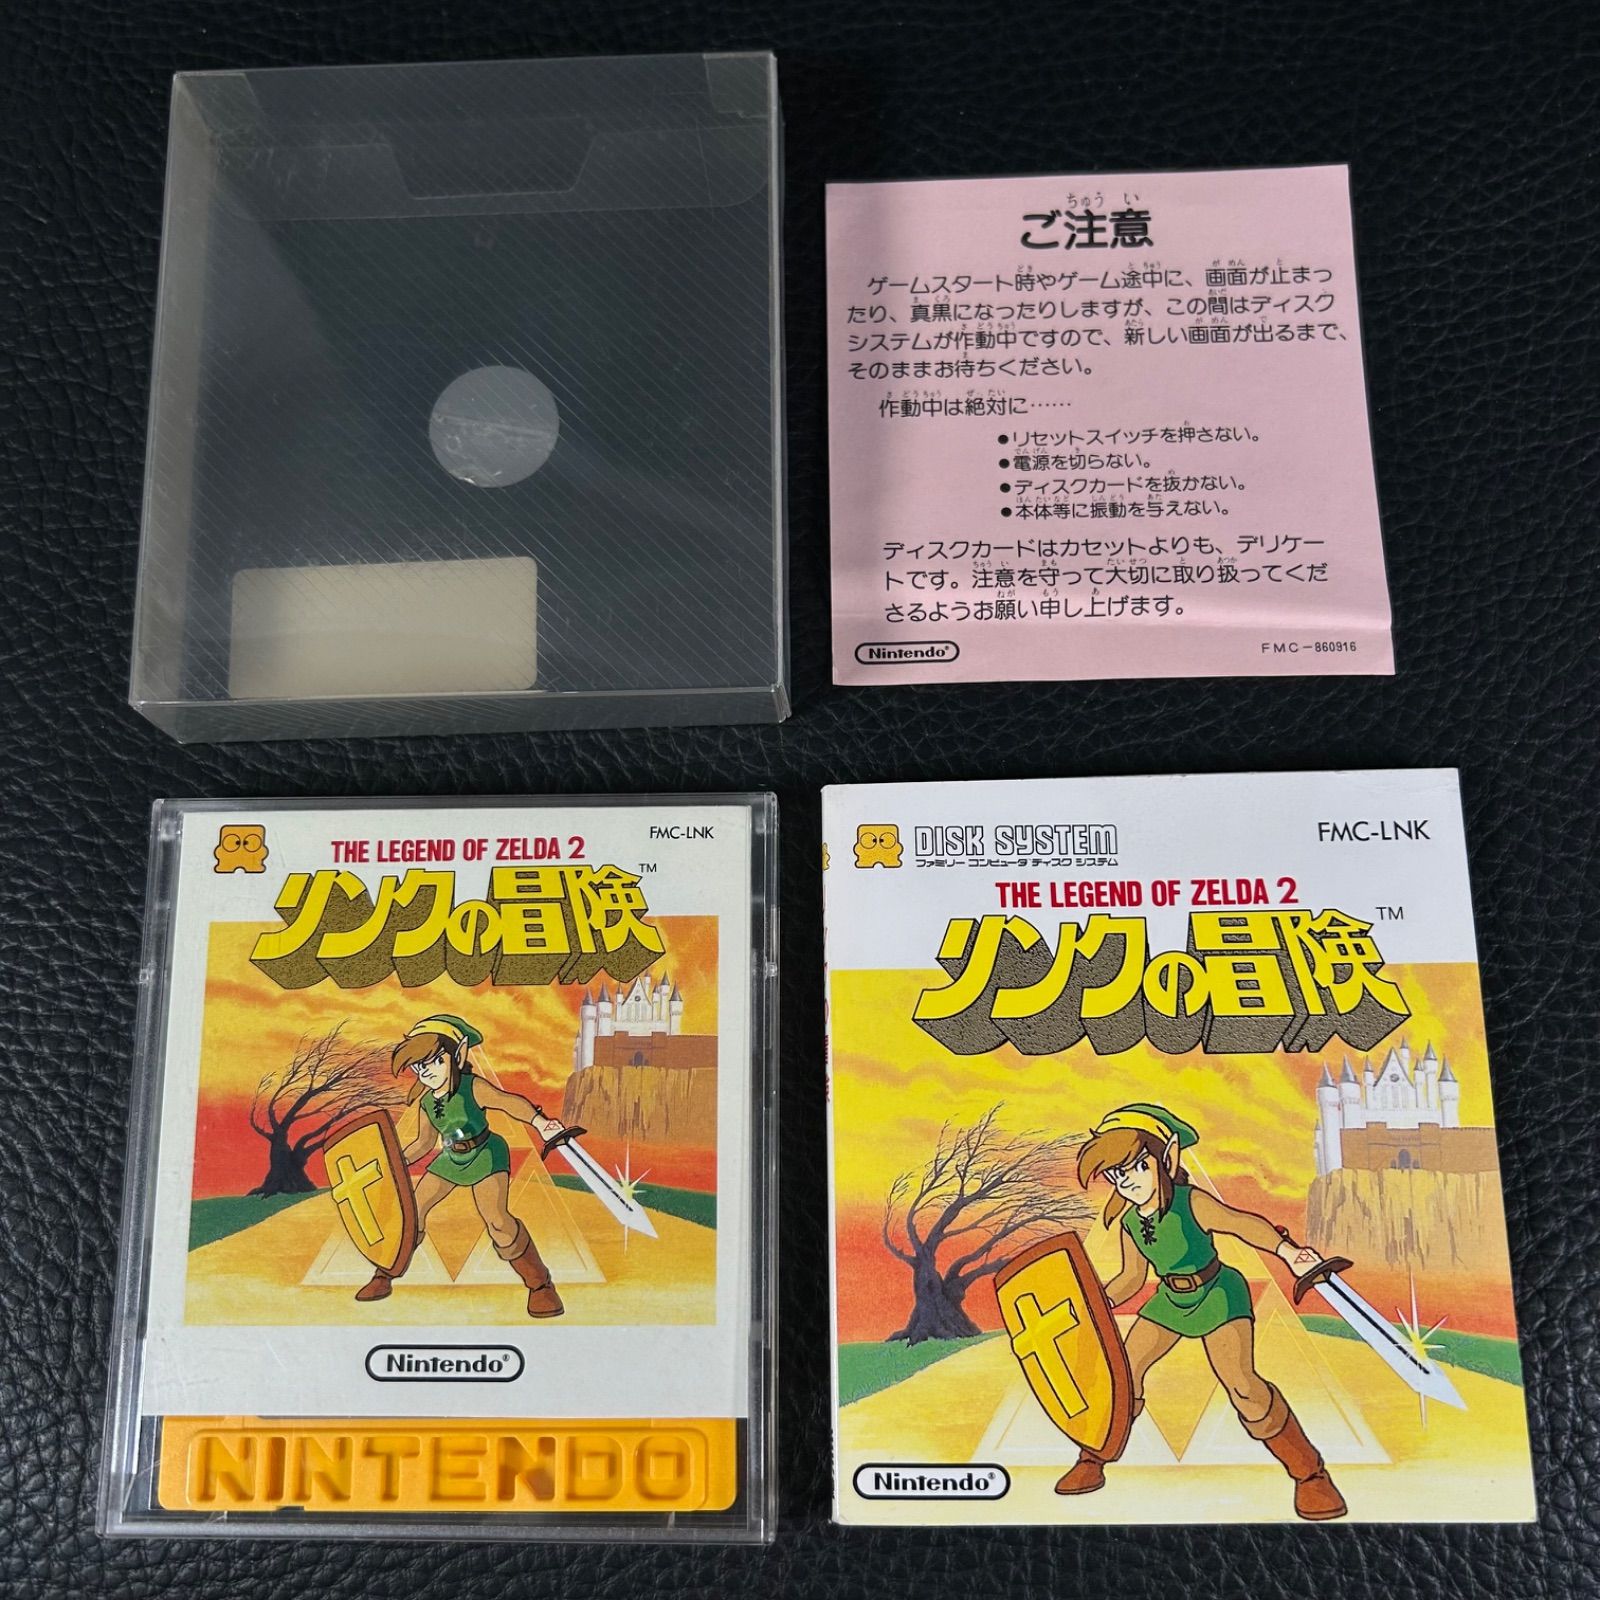 ご注意
ちゅう い
ゲームスタート時やゲーム途中に、画面が止まっ
たり、真黒になったりしますが、この間はディスク
システムが作動中ですので、新しい画面が出るまで、
そのままお待ちください。
作動中は絶対に……
●リセットスイッチを押さない。
●電源を切らない。
●ディスクカードを抜かない。
●本体等に振動を与えない。
ディスクカードはカセットよりも、デリケー
トです。注意を守って大切に取り扱ってくだ
さるようお願い申し上げます。
Nintendo
FMC-860916
FMC-LNK
THE LEGEND OF ZELDA 2
リンクの冒険™
Nintendo®
NINTENDO
DISK SYSTEM
ファミリー コンピュータ ディスク システム
FMC-LNK
THE LEGEND OF ZELDA 2
リンクの冒険™
Nintendo®